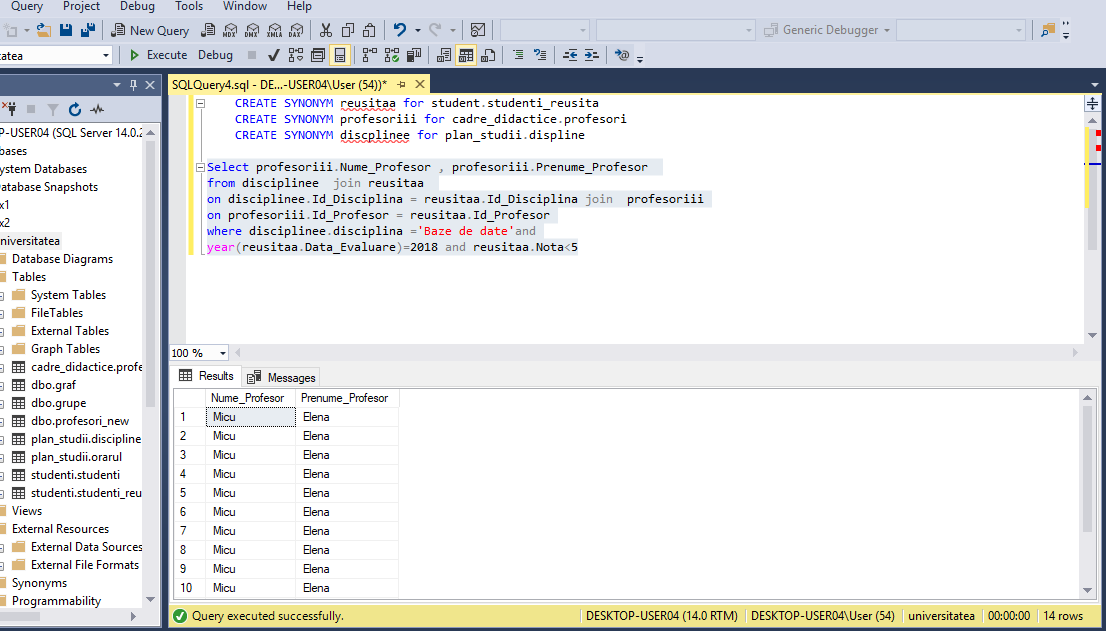 Query Project Debug Tools Window Help
New Query MDX DMX XMLA DAX Generic Debugger
atea Execute Debug
SQLQuery4.sql - DE...-USER04\User (54))*
P-USER04 (SQL Server 14.0.2
bases
ystem Databases
atabase Snapshots
x1
x2
niversitatea
Database Diagrams
Tables
System Tables
FileTables
External Tables
Graph Tables
cadre_didactice.profe
dbo.graf
dbo.grupe
dbo.profesori_new
plan_studii.discipline
plan_studii.orarul
studenti.studenti
studenti.studenti_reu
Views
External Resources
External Data Sources
External File Formats
Synonyms
Programmability
CREATE SYNONYM reusitaa for student.studenti_reusita
CREATE SYNONYM profesoriii for cadre_didactice.profesori
CREATE SYNONYM discplinee for plan_studii.displine
Select profesoriii.Nume_Profesor , profesoriii.Prenume_Profesor
from disciplinee join reusitaa
on disciplinee.Id_Disciplina = reusitaa.Id_Disciplina join profesoriii
on profesoriii.Id_Profesor = reusitaa.Id_Profesor
where disciplinee.disciplina ='Baze de date'and
year(reusitaa.Data_Evaluare)=2018 and reusitaa.Nota<5
100 %
Results Messages
Nume_Profesor Prenume_Profesor
1 Micu Elena
2 Micu Elena
3 Micu Elena
4 Micu Elena
5 Micu Elena
6 Micu Elena
7 Micu Elena
8 Micu Elena
9 Micu Elena
10 Micu Elena
Query executed successfully. DESKTOP-USER04 (14.0 RTM) DESKTOP-USER04\User (54) universitatea 00:00:00 14 rows